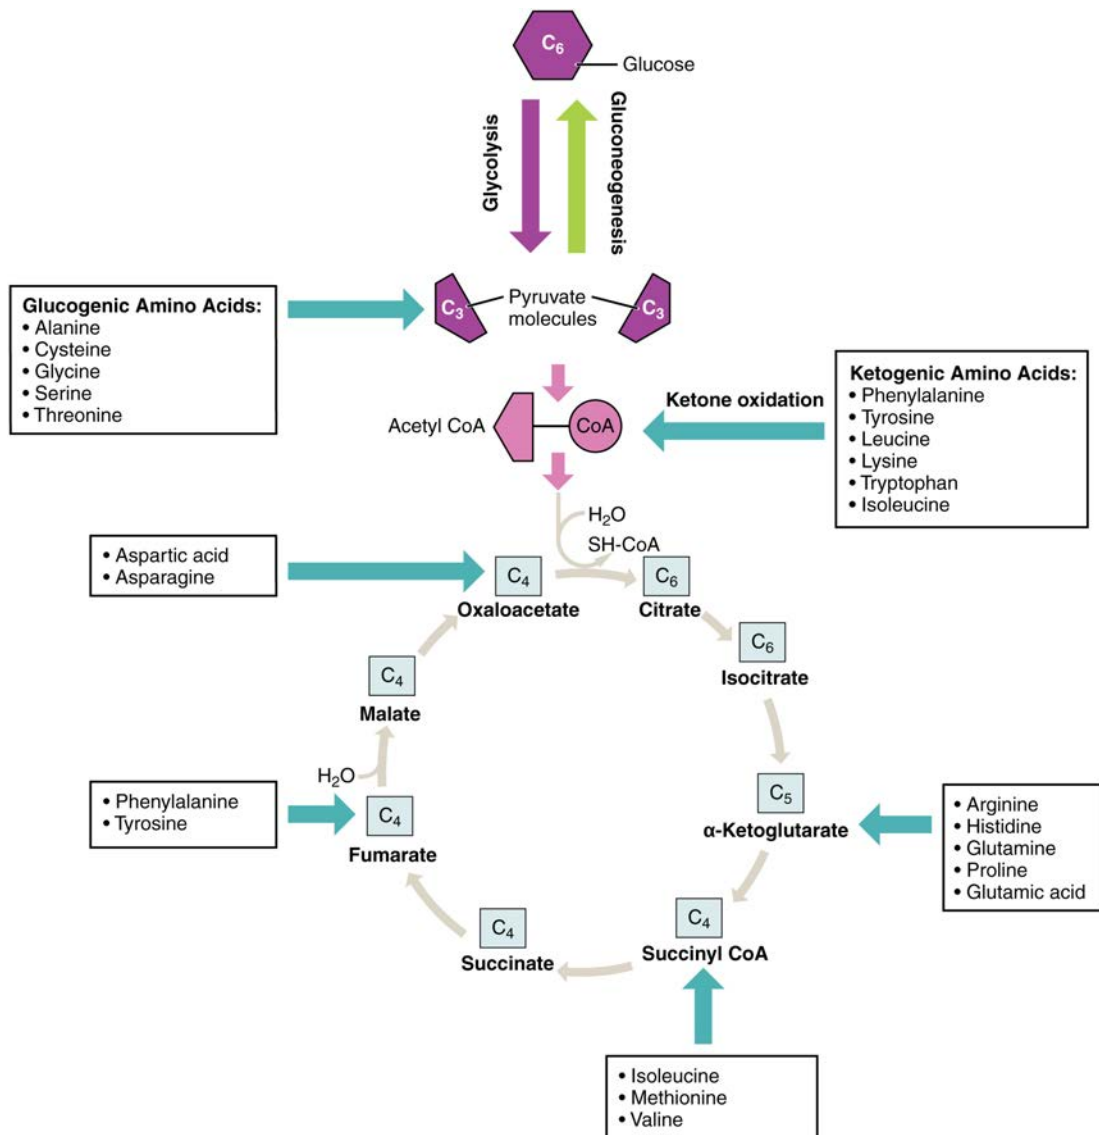 C6
Glucose
Glycolysis
Gluconeogenesis
Glucogenic Amino Acids:
• Alanine
• Cysteine
• Glycine
• Serine
• Threonine
C3
Pyruvate
molecules
C3
Ketogenic Amino Acids:
• Phenylalanine
• Tyrosine
• Leucine
• Lysine
• Tryptophan
• Isoleucine
Ketone oxidation
Acetyl CoA
CoA
H2O
SH-CoA
• Aspartic acid
• Asparagine
C4
Oxaloacetate
C6
Citrate
C6
Isocitrate
C4
Malate
H2O
• Phenylalanine
• Tyrosine
C4
Fumarate
C5
α-Ketoglutarate
• Arginine
• Histidine
• Glutamine
• Proline
• Glutamic acid
C4
Succinate
C4
Succinyl CoA
• Isoleucine
• Methionine
• Valine